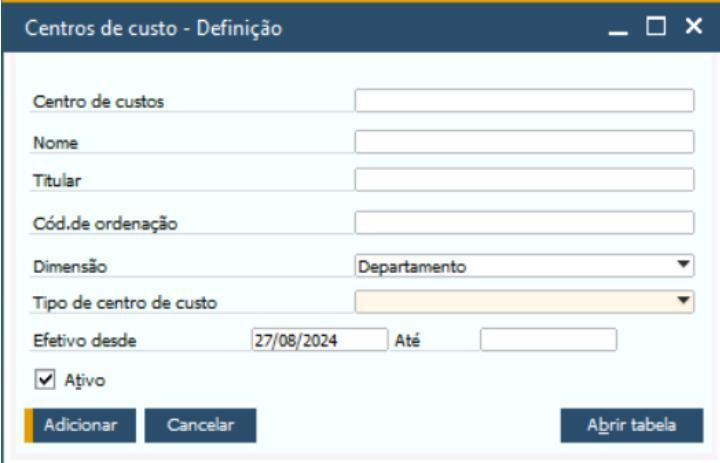 Centros de custo - Definição
Centro de custos
Nome
Titular
Cód.de ordenação
Dimensão Departamento
Tipo de centro de custo
Efetivo desde 27/08/2024 Até
Ativo
Adicionar Cancelar Abrir tabela